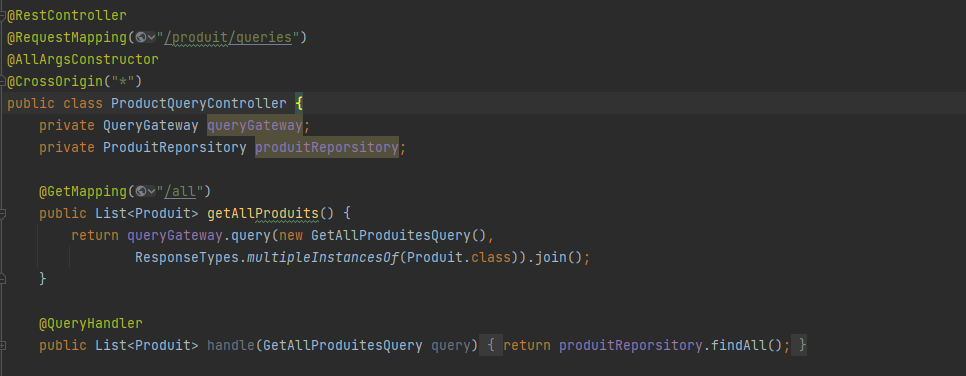 @RestController
@RequestMapping("/produit/queries")
@AllArgsConstructor
@CrossOrigin("*")
public class ProductQueryController {
    private QueryGateway queryGateway;
    private ProduitReporsitory produitReporsitory;
    @GetMapping("/all")
    public List<Produit> getAllProduits() {
        return queryGateway.query(new GetAllProduitesQuery(),
                ResponseTypes.multipleInstancesOf(Produit.class)).join();
    }
    @QueryHandler
    public List<Produit> handle(GetAllProduitesQuery query) { return produitReporsitory.findAll(); }